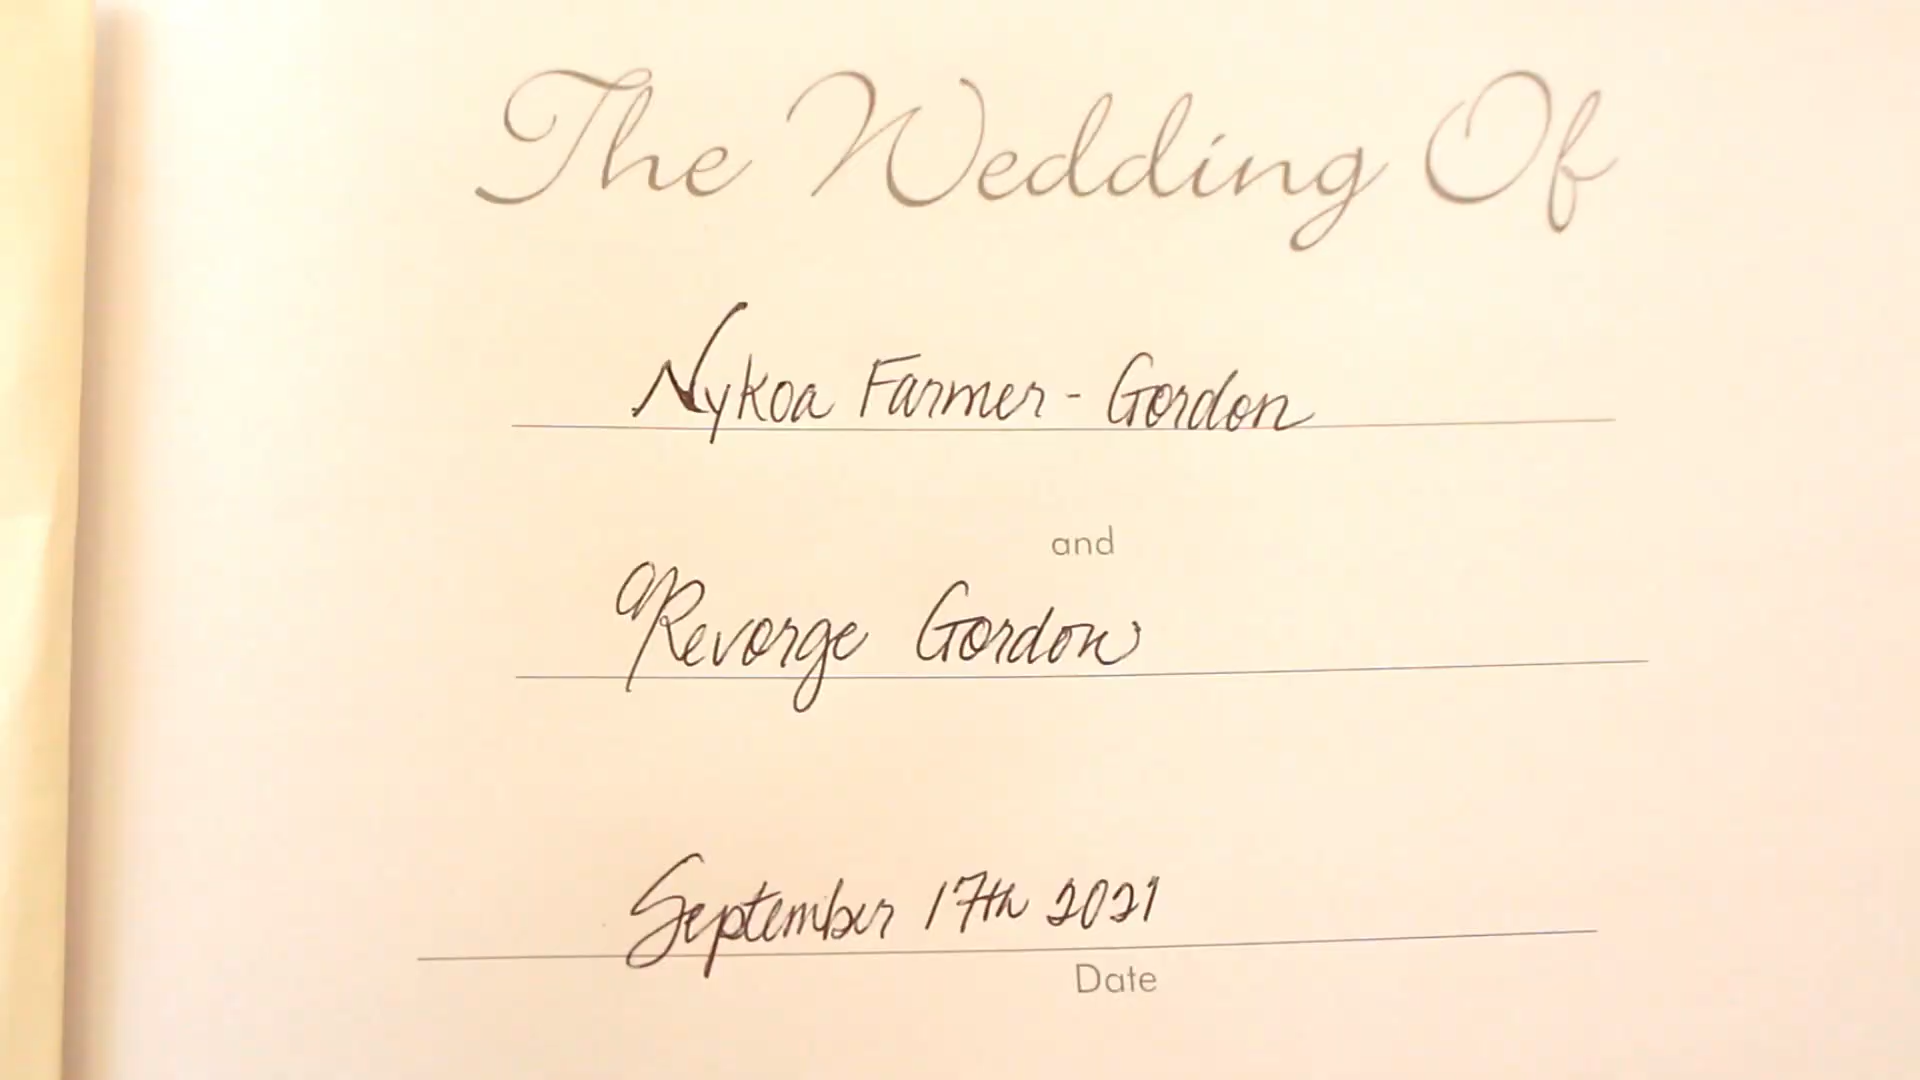 The Wedding Of
Nykoa Farmer - Gordon
and
Revorge Gordon
September 17th 2021
Date